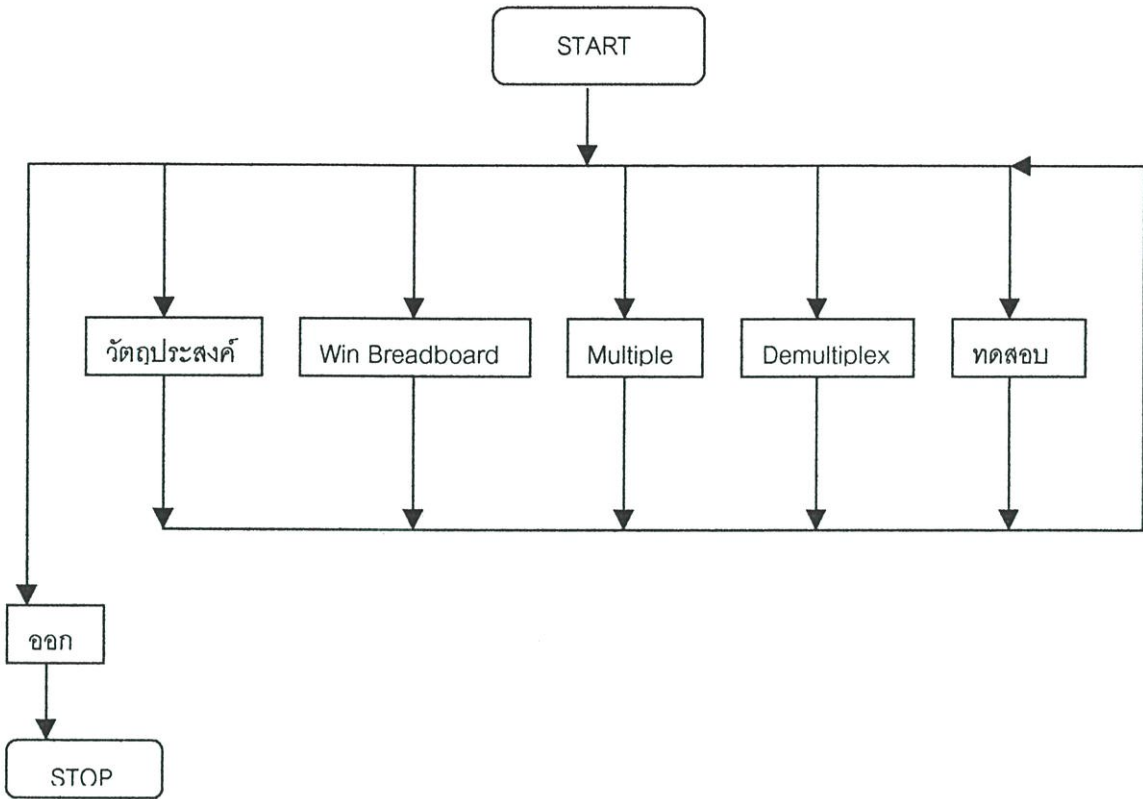 START
วัตถุประสงค์
Win Breadboard
Multiple
Demultiplex
ทดสอบ
ออก
STOP